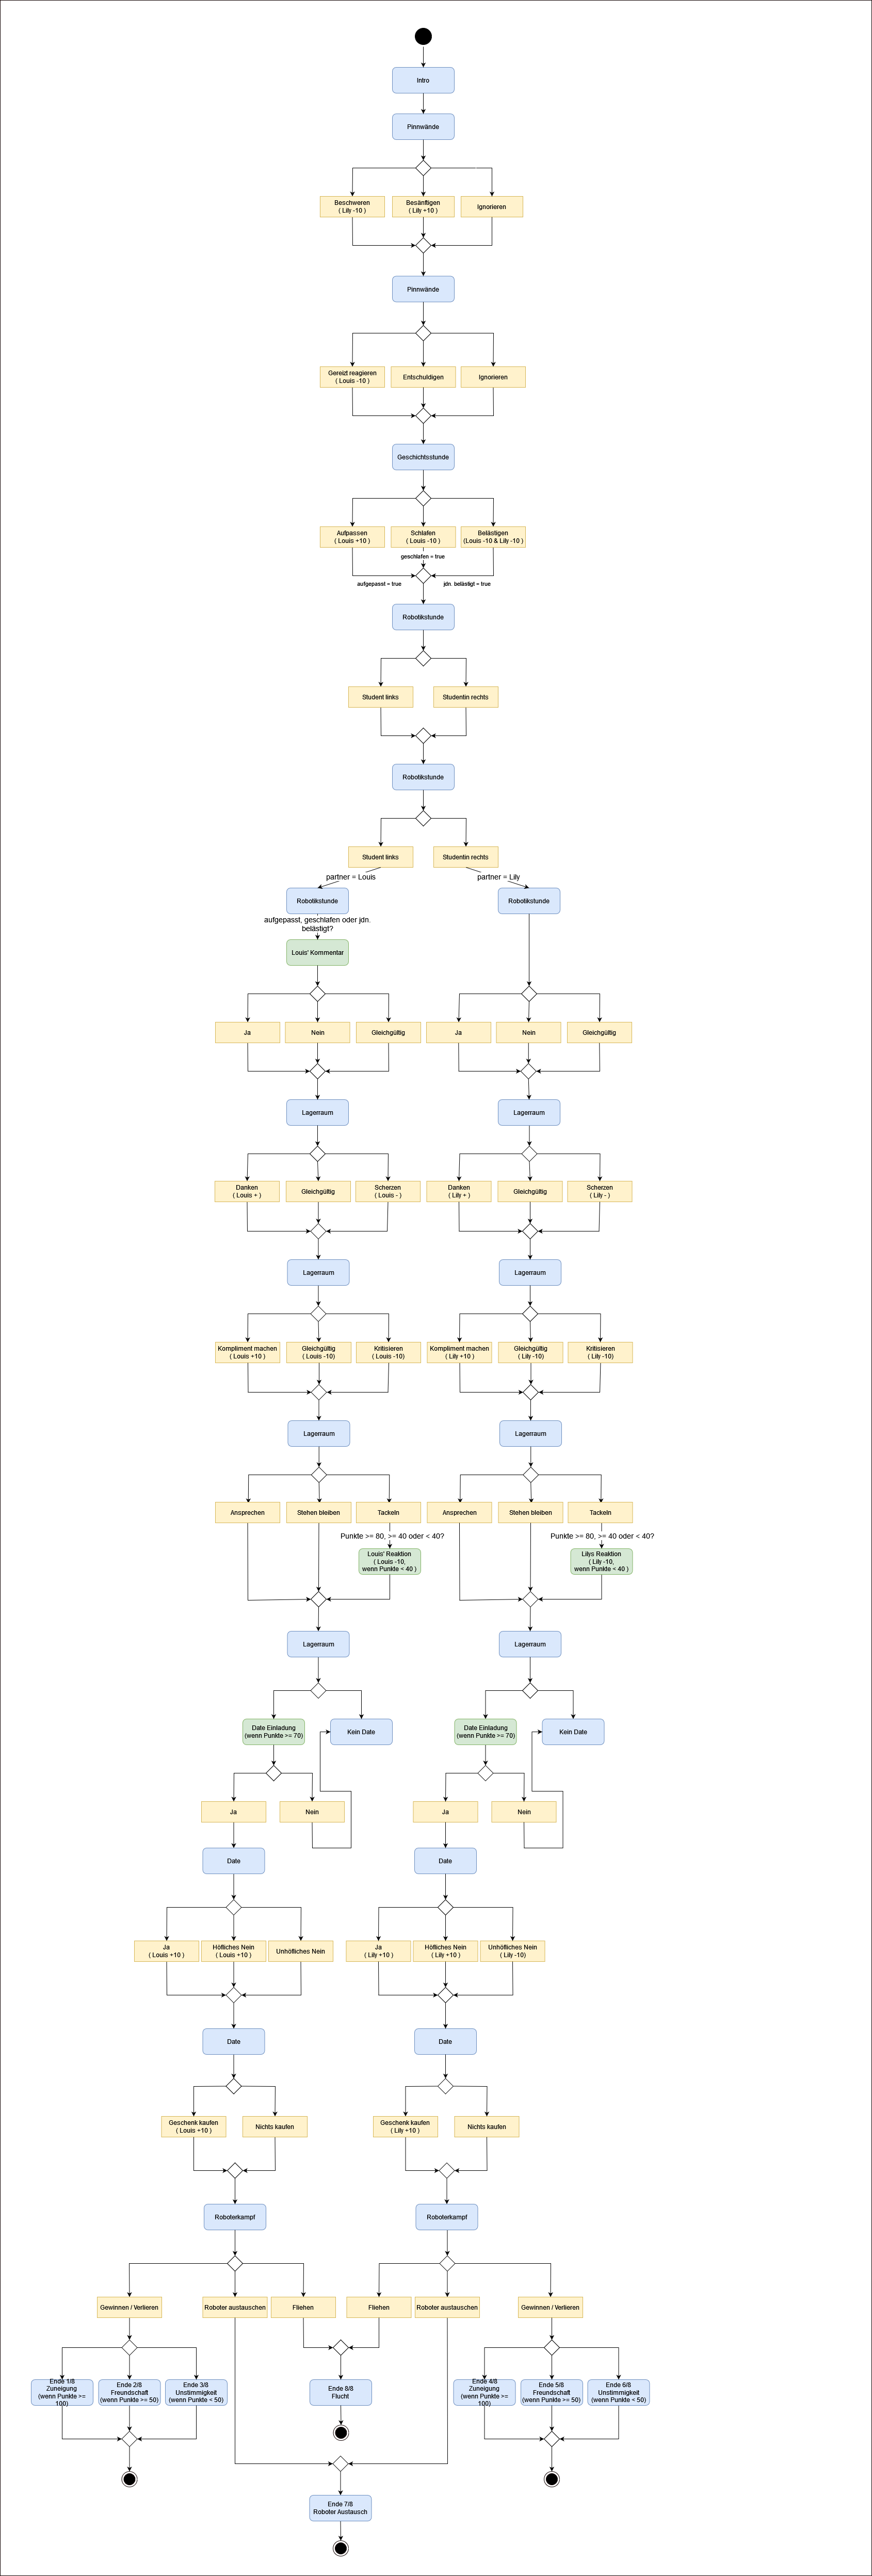 Intro
Pinnwände
Beschweren
( Lily -10 )
Besänftigen
( Lily +10 )
Ignorieren
Pinnwände
Gereizt reagieren
( Louis -10 )
Entschuldigen
Ignorieren
Geschichtsstunde
Aufpassen
( Louis +10 )
Schlafen
( Louis -10 )
Belästigen
(Louis -10 & Lily -10 )
geschlafen = true
aufgepasst = true
jdn. belästigt = true
Robotikstunde
Student links
Studentin rechts
Robotikstunde
Student links
Studentin rechts
partner = Louis
partner = Lily
Robotikstunde
Robotikstunde
aufgepasst, geschlafen oder jdn.
belästigt?
Louis' Kommentar
Ja
Nein
Gleichgültig
Ja
Nein
Gleichgültig
Lagerraum
Lagerraum
Danken
( Louis + )
Gleichgültig
Scherzen
( Louis - )
Danken
( Lily + )
Gleichgültig
Scherzen
( Lily - )
Lagerraum
Lagerraum
Kompliment machen
( Louis +10 )
Gleichgültig
( Louis -10)
Kritisieren
( Louis -10)
Kompliment machen
( Lily +10 )
Gleichgültig
( Lily -10)
Kritisieren
( Lily -10)
Lagerraum
Lagerraum
Ansprechen
Stehen bleiben
Tackeln
Ansprechen
Stehen bleiben
Tackeln
Punkte >= 80, >= 40 oder < 40?
Punkte >= 80, >= 40 oder < 40?
Louis' Reaktion
( Louis -10,
wenn Punkte < 40 )
Lilys Reaktion
( Lily -10,
wenn Punkte < 40 )
Lagerraum
Lagerraum
Date Einladung
(wenn Punkte >= 70)
Kein Date
Date Einladung
(wenn Punkte >= 70)
Kein Date
Ja
Nein
Ja
Nein
Date
Date
Ja
( Louis +10 )
Höfliches Nein
( Louis +10 )
Unhöfliches Nein
Ja
( Lily +10 )
Höfliches Nein
( Lily +10 )
Unhöfliches Nein
( Lily -10)
Date
Date
Geschenk kaufen
( Louis +10 )
Nichts kaufen
Geschenk kaufen
( Lily +10 )
Nichts kaufen
Roboterkampf
Roboterkampf
Gewinnen / Verlieren
Roboter austauschen
Fliehen
Fliehen
Roboter austauschen
Gewinnen / Verlieren
Ende 1/8
Zuneigung
(wenn Punkte >=
100)
Ende 2/8
Freundschaft
(wenn Punkte >= 50)
Ende 3/8
Unstimmigkeit
(wenn Punkte < 50)
Ende 8/8
Flucht
Ende 4/8
Zuneigung
(wenn Punkte >=
100)
Ende 5/8
Freundschaft
(wenn Punkte >= 50)
Ende 6/8
Unstimmigkeit
(wenn Punkte < 50)
Ende 7/8
Roboter Austausch